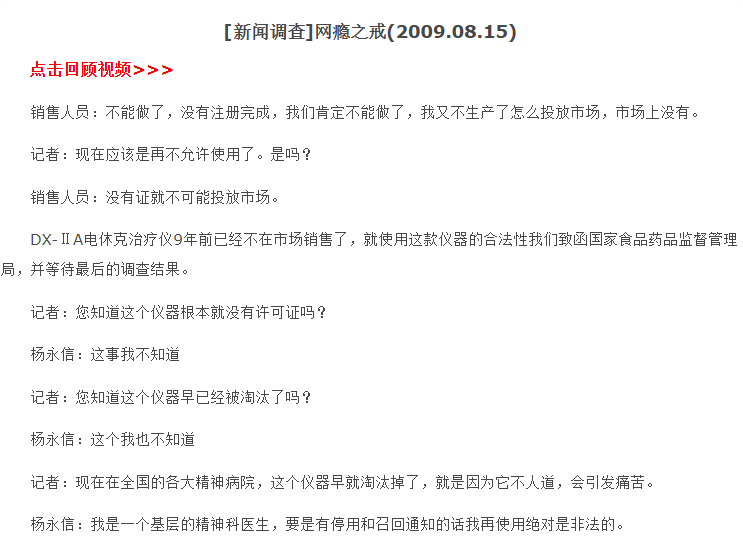 [新闻调查]网瘾之戒(2009.08.15)
点击回顾视频>>>
销售人员：不能做了，没有注册完成，我们肯定不能做了，我又不生产了怎么投放市场，市场上没有。
记者：现在应该是再不允许使用了。是吗？
销售人员：没有证就不可能投放市场。
DX-ⅡA电休克治疗仪9年前已经不在市场销售了，就使用这款仪器的合法性我们致函国家食品药品监督管理
局，并等待最后的调查结果。
记者：您知道这个仪器根本就没有许可证吗？
杨永信：这事我不知道
记者：您知道这个仪器早已经被淘汰了吗？
杨永信：这个我也不知道
记者：现在在全国的各大精神病院，这个仪器早就淘汰掉了，就是因为它不人道，会引发痛苦。
杨永信：我是一个基层的精神科医生，要是有停用和召回通知的话我再使用绝对是非法的。